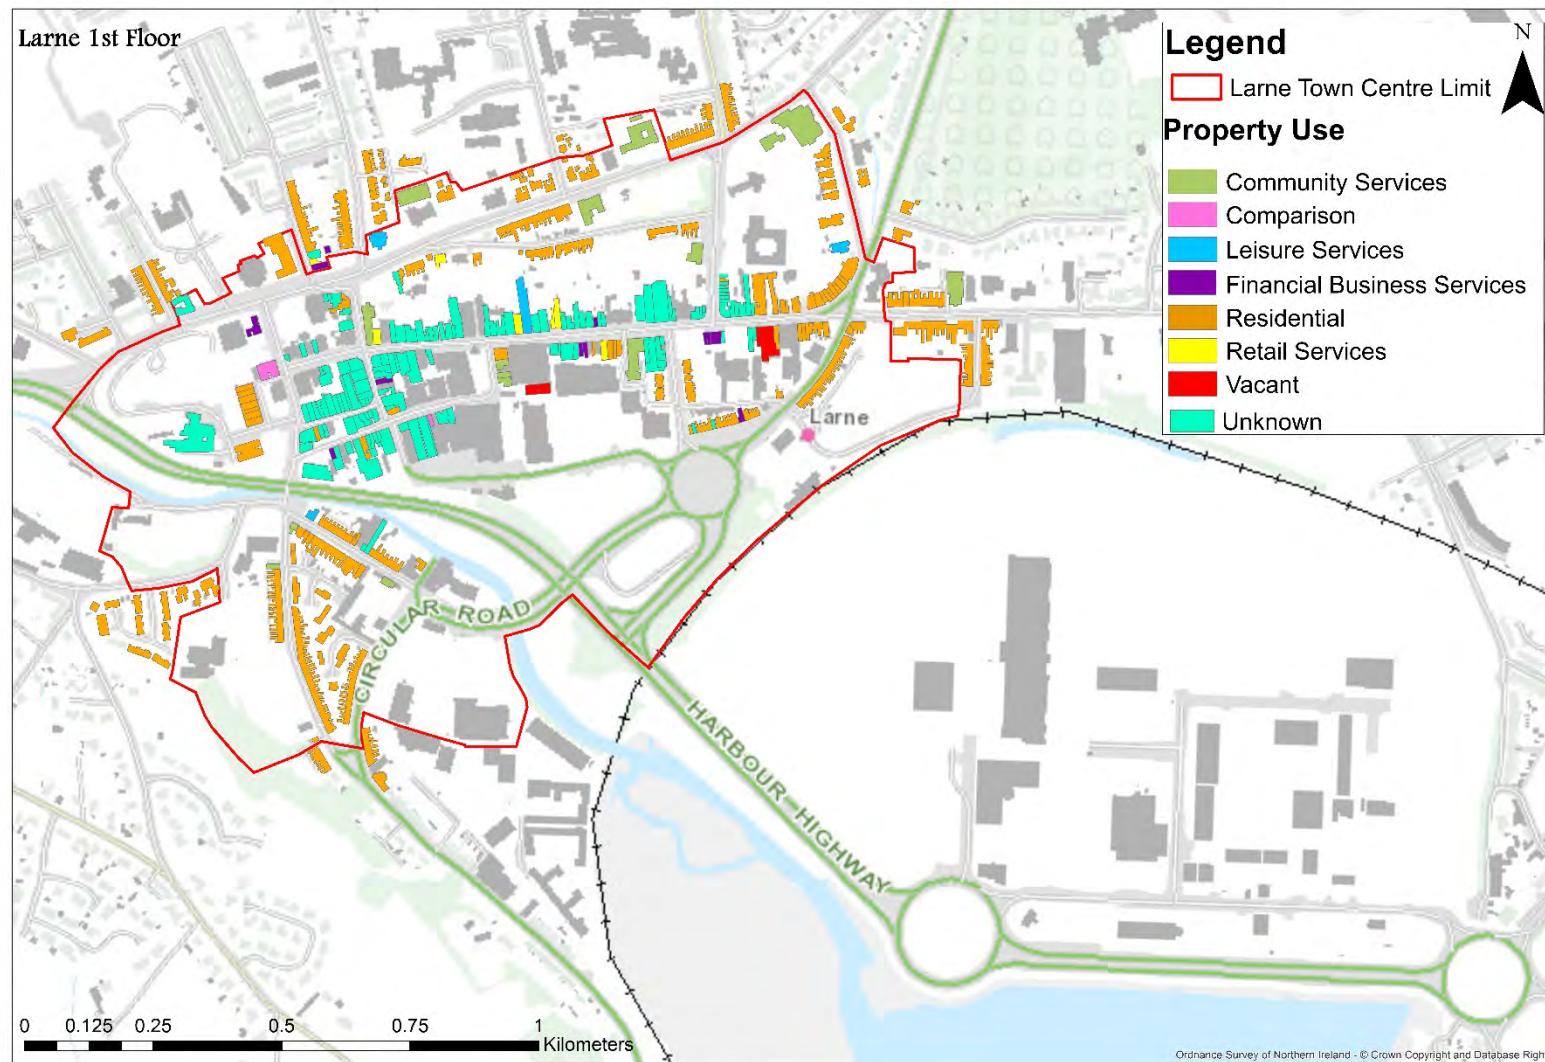 Larne 1st Floor
Legend
N
Larne Town Centre Limit
Property Use
Community Services
Comparison
Leisure Services
Financial Business Services
Residential
Retail Services
Vacant
Unknown
Larne
CIRCULAR ROAD
HARBOUR HIGHWAY
0 0.125 0.25 0.5 0.75 1
Kilometers
Ordnance Survey of Northern Ireland - © Crown Copyright and Database Righ